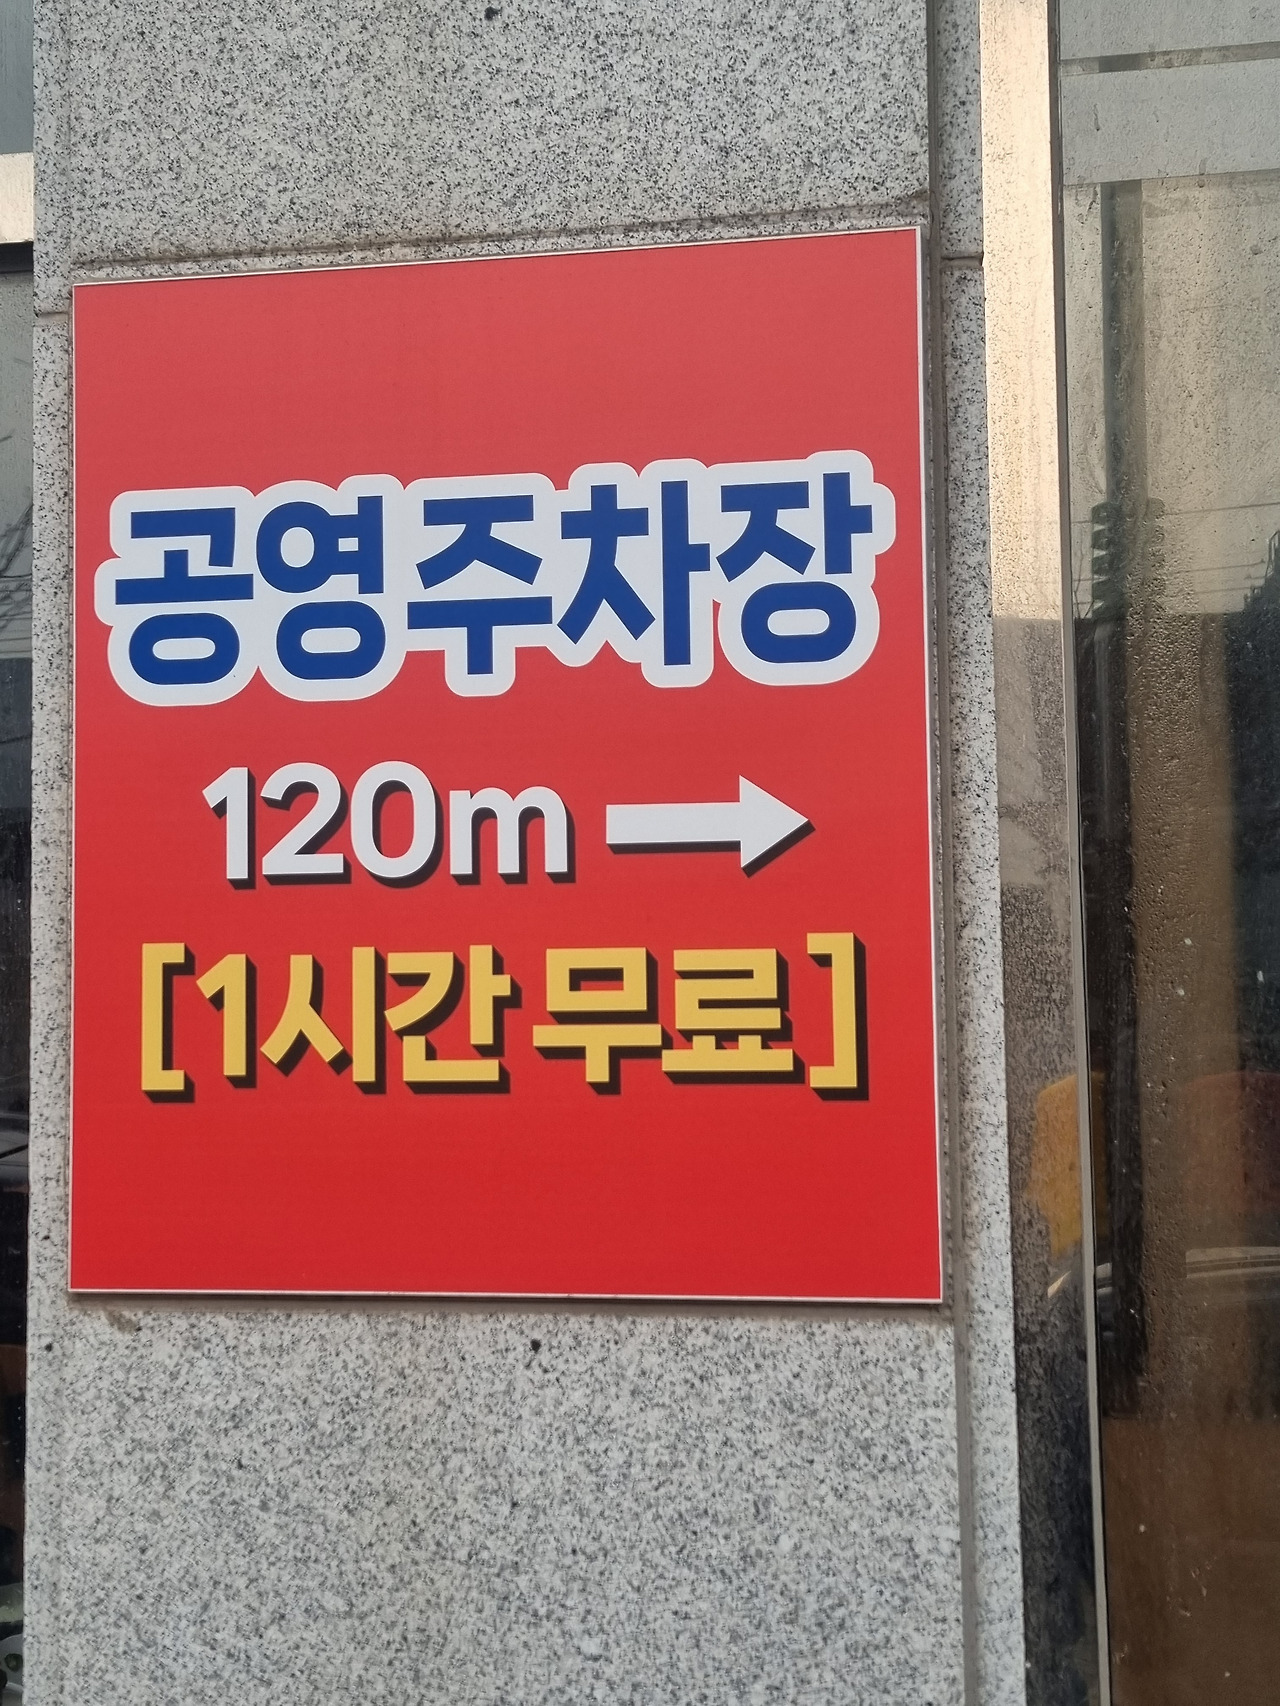 공영주차장
120m →
[1시간 무료]